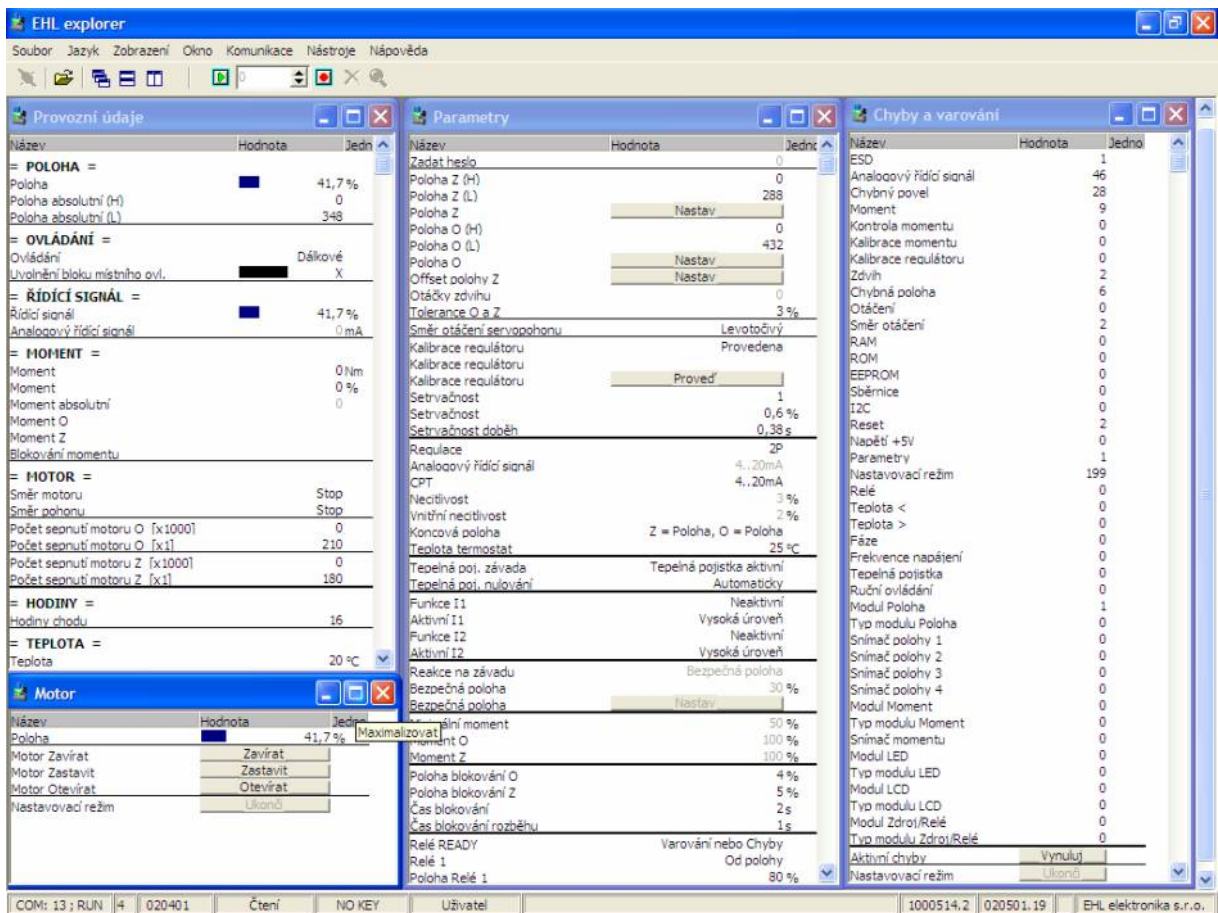 EHL explorer
Soubor Jazyk Zobrazení Okno Komunikace Nástroje Nápověda
0
Provozní údaje
Název Hodnota Jedn
= POLOHA =
Poloha 41,7 %
Poloha absolutní (H) 0
Poloha absolutní (L) 348
= OVLÁDÁNÍ =
Ovládání Dálkové
Uvolnění bloku místního ovl. X
= ŘÍDÍCÍ SIGNÁL =
Řídící signál 41,7 %
Analogový řídící signál 0 mA
= MOMENT =
Moment 0 Nm
Moment 0 %
Moment absolutní 0
Moment O
Moment Z
Blokování momentu
= MOTOR =
Směr motoru Stop
Směr pohonu Stop
Počet sepnutí motoru O [x1000] 0
Počet sepnutí motoru O [x1] 210
Počet sepnutí motoru Z [x1000] 0
Počet sepnutí motoru Z [x1] 180
= HODINY =
Hodiny chodu 16
= TEPLOTA =
Teplota 20 °C
Motor
Název Hodnota Jedno
Poloha 41,7 %
Maximalizovat
Motor Zavírat Zavírat
Motor Zastavit Zastavit
Motor Otevírat Otevírat
Nastavovací režim Ukonči
Parametry
Název Hodnota Jedno
Zadat heslo 0
Poloha Z (H) 0
Poloha Z (L) 288
Poloha Z Nastav
Poloha O (H) 0
Poloha O (L) 432
Poloha O Nastav
Offset polohy Z Nastav
Otáčky zdvihu 0
Tolerance O a Z 3 %
Směr otáčení servopohonu Levotočivý
Kalibrace regulátoru Provedena
Kalibrace regulátoru
Kalibrace regulátoru Proveď
Setrvačnost 1
Setrvačnost 0,6 %
Setrvačnost doběh 0,38 s
Regulace 2P
Analogový řídící signál 4..20mA
CPT 4..20mA
Necitlivost 3 %
Vnitřní necitlivost 2 %
Koncová poloha Z = Poloha, O = Poloha
Teplota termostat 25 °C
Tepelná poj. závada Tepelná pojistka aktivní
Tepelná poj. nulování Automaticky
Funkce I1 Neaktivní
Aktivní I1 Vysoká úroveň
Funkce I2 Neaktivní
Aktivní I2 Vysoká úroveň
Reakce na závadu Bezpečná poloha
Bezpečná poloha 30 %
Bezpečná poloha Nastav
moment 50 %
Moment O 100 %
Moment Z 100 %
Poloha blokování O 4 %
Poloha blokování Z 5 %
Čas blokování 2 s
Čas blokování rozběhu 1 s
Relé READY Varování nebo Chyby
Relé 1 Od polohy
Poloha Relé 1 80 %
Chyby a varování
Název Hodnota Jedno
ESD 1
Analogový řídící signál 46
Chybný povel 28
Moment 9
Kontrola momentu 0
Kalibrace momentu 0
Kalibrace regulátoru 0
Zdvih 2
Chybná poloha 6
Otáčení 0
Směr otáčení 2
RAM 0
ROM 0
EEPROM 0
Sběrnice 0
I2C 0
Reset 2
Napětí +5V 0
Parametry 1
Nastavovací režim 199
Relé 0
Teplota < 0
Teplota > 0
Fáze 0
Frekvence napájení 0
Tepelná pojistka 0
Ruční ovládání 0
Modul Poloha 1
Typ modulu Poloha 0
Snímač polohy 1 0
Snímač polohy 2 0
Snímač polohy 3 0
Snímač polohy 4 0
Modul Moment 0
Typ modulu Moment 0
Snímač momentu 0
Modul LED 0
Typ modulu LED 0
Modul LCD 0
Typ modulu LCD 0
Modul Zdroj/Relé 0
Typ modulu Zdroj/Relé 0
Aktivní chyby Vynuluj
Nastavovací režim Ukonči
COM: 13 ; RUN 4 020401 Čtení NO KEY Uživatel 1000514.2 020501.19 EHL elektronika s.r.o.